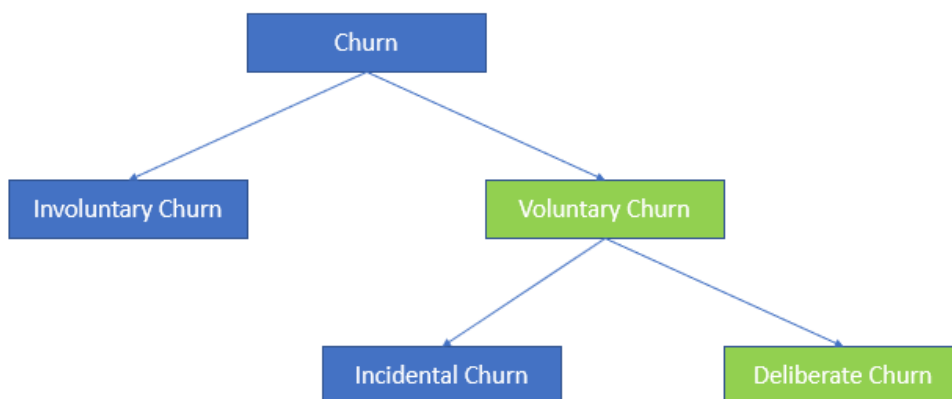 Churn
Involuntary Churn
Voluntary Churn
Incidental Churn
Deliberate Churn